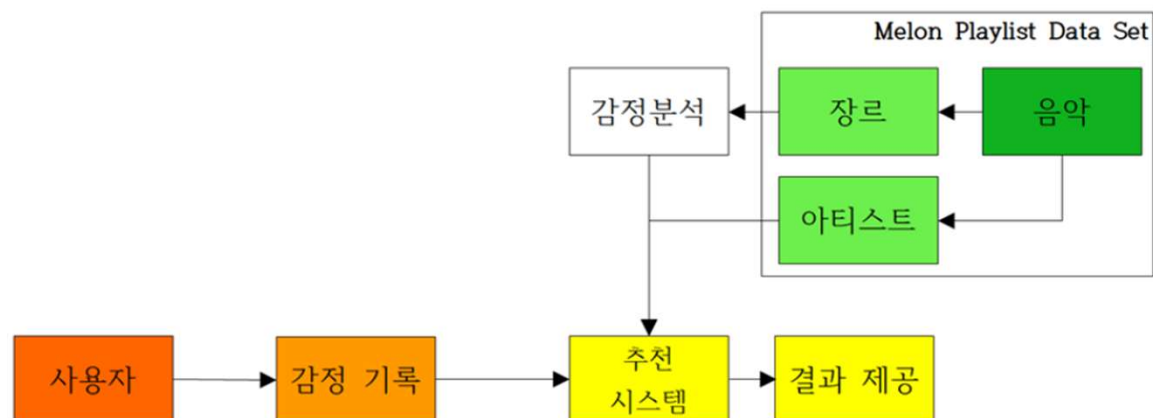 Melon Playlist Data Set
감정분석
장르
음악
아티스트
사용자
감정 기록
추천
시스템
결과 제공